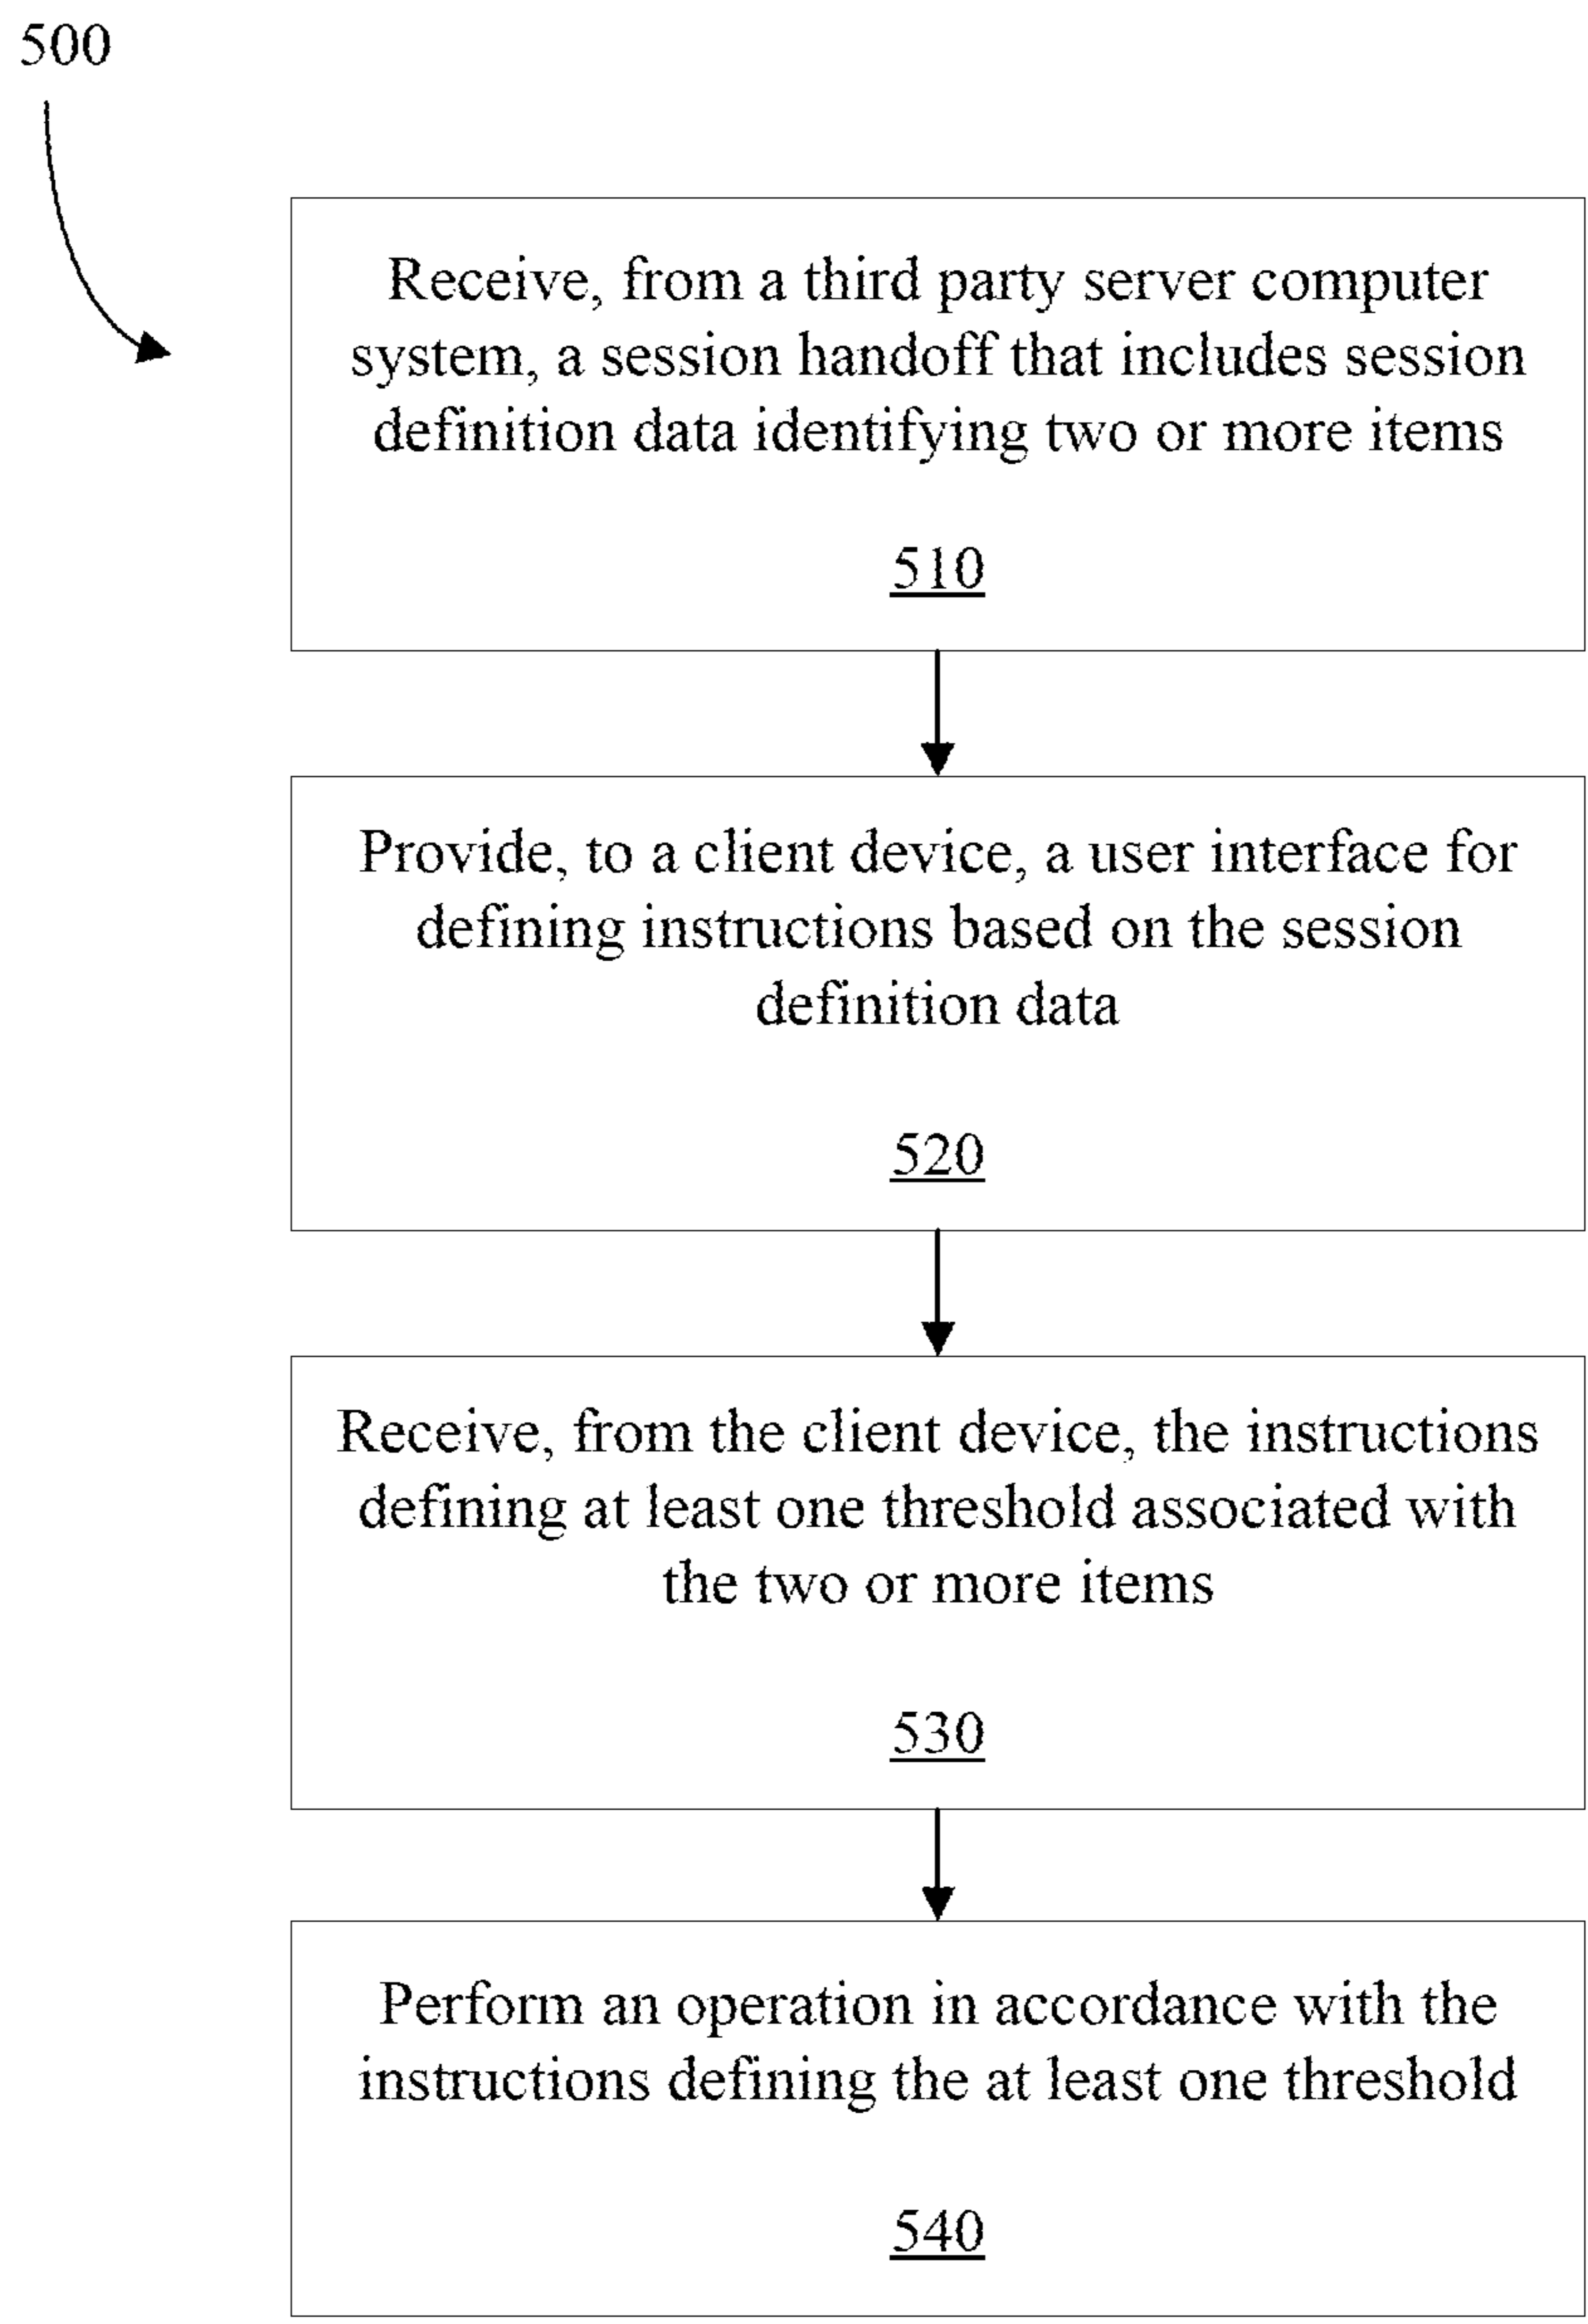 500
Receive, from a third party server computer
system, a session handoff that includes session
definition data identifying two or more items
510
Provide, to a client device, a user interface for
defining instructions based on the session
definition data
520
Receive, from the client device, the instructions
defining at least one threshold associated with
the two or more items
530
Perform an operation in accordance with the
instructions defining the at least one threshold
540